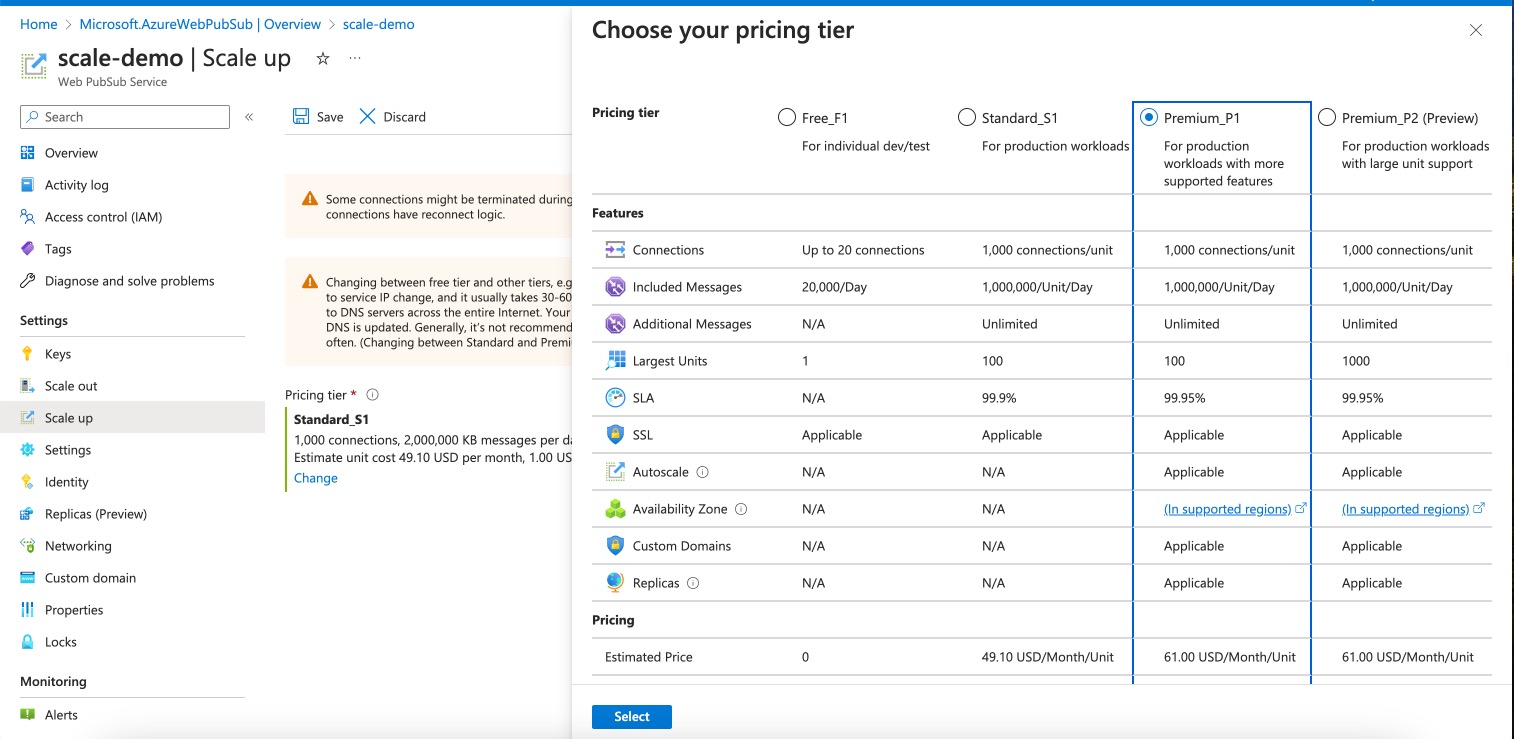 Home > Microsoft.AzureWebPubSub | Overview > scale-demo
scale-demo | Scale up
Web PubSub Service
Search
«
Overview
Activity log
Access control (IAM)
Tags
Diagnose and solve problems
Settings
Keys
Scale out
Scale up
Settings
Identity
Replicas (Preview)
Networking
Custom domain
Properties
Locks
Monitoring
Alerts
Save Discard
Some connections might be terminated during
connections have reconnect logic.
Changing between free tier and other tiers, e.g
to service IP change, and it usually takes 30-60
to DNS servers across the entire Internet. Your
DNS is updated. Generally, it's not recommend
often. (Changing between Standard and Premi
Pricing tier *
Standard_S1
1,000 connections, 2,000,000 KB messages per da
Estimate unit cost 49.10 USD per month, 1.00 US
Change
Choose your pricing tier
Pricing tier Free_F1 Standard_S1 Premium_P1 Premium_P2 (Preview)
For individual dev/test For production workloads For production For production workloads
workloads with more with large unit support
supported features
Features
Connections Up to 20 connections 1,000 connections/unit 1,000 connections/unit 1,000 connections/unit
Included Messages 20,000/Day 1,000,000/Unit/Day 1,000,000/Unit/Day 1,000,000/Unit/Day
Additional Messages N/A Unlimited Unlimited Unlimited
Largest Units 1 100 100 1000
SLA N/A 99.9% 99.95% 99.95%
SSL Applicable Applicable Applicable Applicable
Autoscale N/A N/A Applicable Applicable
Availability Zone N/A N/A (In supported regions) (In supported regions)
Custom Domains N/A N/A Applicable Applicable
Replicas N/A N/A Applicable Applicable
Pricing
Estimated Price 0 49.10 USD/Month/Unit 61.00 USD/Month/Unit 61.00 USD/Month/Unit
Select